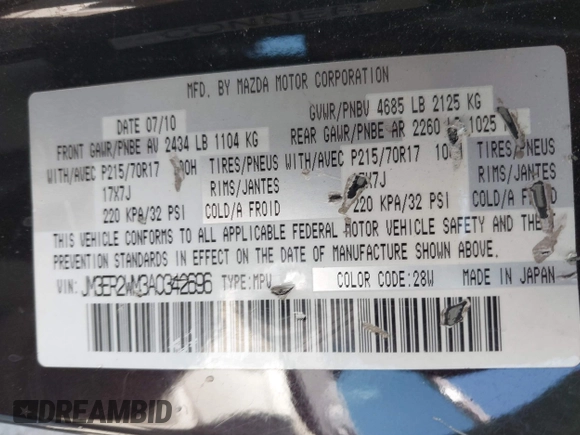 MFD. BY MAZDA MOTOR CORPORATION
DATE 07/10
GVWR/PNBV 4685 LB 2125 KG
FRONT GAWR/PNBE AV 2434 LB 1104 KG
REAR GAWR/PNBE AR 2260 1025
WITH/AVEC P215/70R17 TIRES/PNEUS
17X7J RIMS/JANTES
220 KPA/32 PSI COLD/A FROID
WITH/AVEC P215/70R17 TIRES/PNEUS
RIMS/JANTES
220 KPA/32 PSI COLD/A FROID
THIS VEHICLE CONFORMS TO ALL APPLICABLE FEDERAL MOTOR VEHICLE SAFETY AND THEFT
PREVENTION STANDARDS IN EFFECT ON THE DATE OF MANUFACTURE SHOWN ABOVE.
VIN: JM3ER2WM3A0342696 TYPE: MPV COLOR CODE: 28W MADE IN JAPAN
DREAMBID